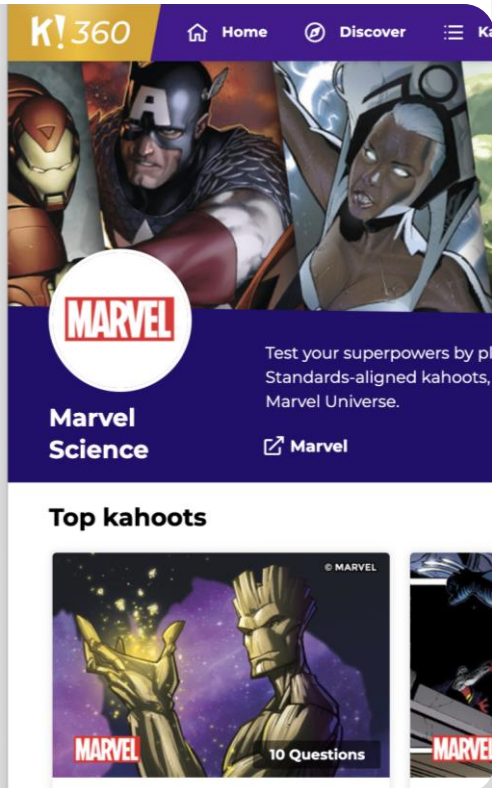 K! 360
Home
Discover
MARVEL
Test your superpowers by
Standards-aligned kahoots,
Marvel Universe.
Marvel
Science
Marvel
Top kahoots
© MARVEL
MARVEL
10 Questions
MARVEL